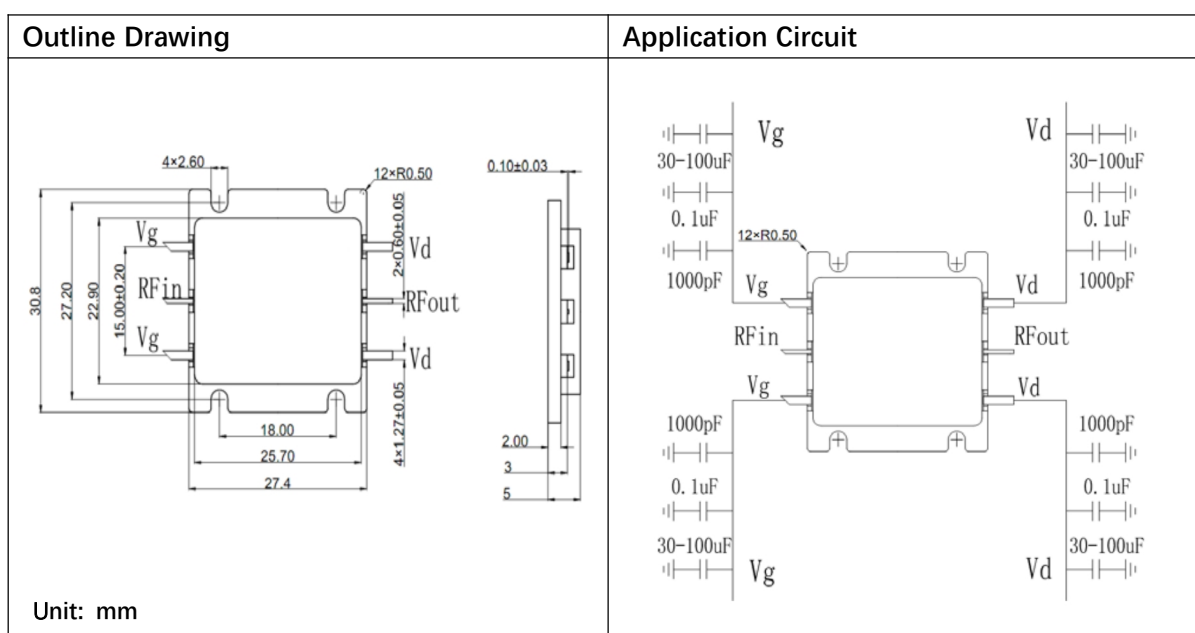 Outline Drawing
Application Circuit
4×2.60
12×R0.50
0.10±0.03
30.8
27.20
22.90
15.00±0.20
2×0.60±0.05
Vg
Vd
RFin
RFout
Vg
Vd
4×1.27±0.05
18.00
25.70
27.4
2.00
3
5
Unit: mm
Vg
Vd
30-100uF
30-100uF
0.1uF
0.1uF
12×R0.50
1000pF
1000pF
Vg
Vd
RFin
RFout
Vg
Vd
1000pF
1000pF
0.1uF
0.1uF
30-100uF
30-100uF
Vg
Vd